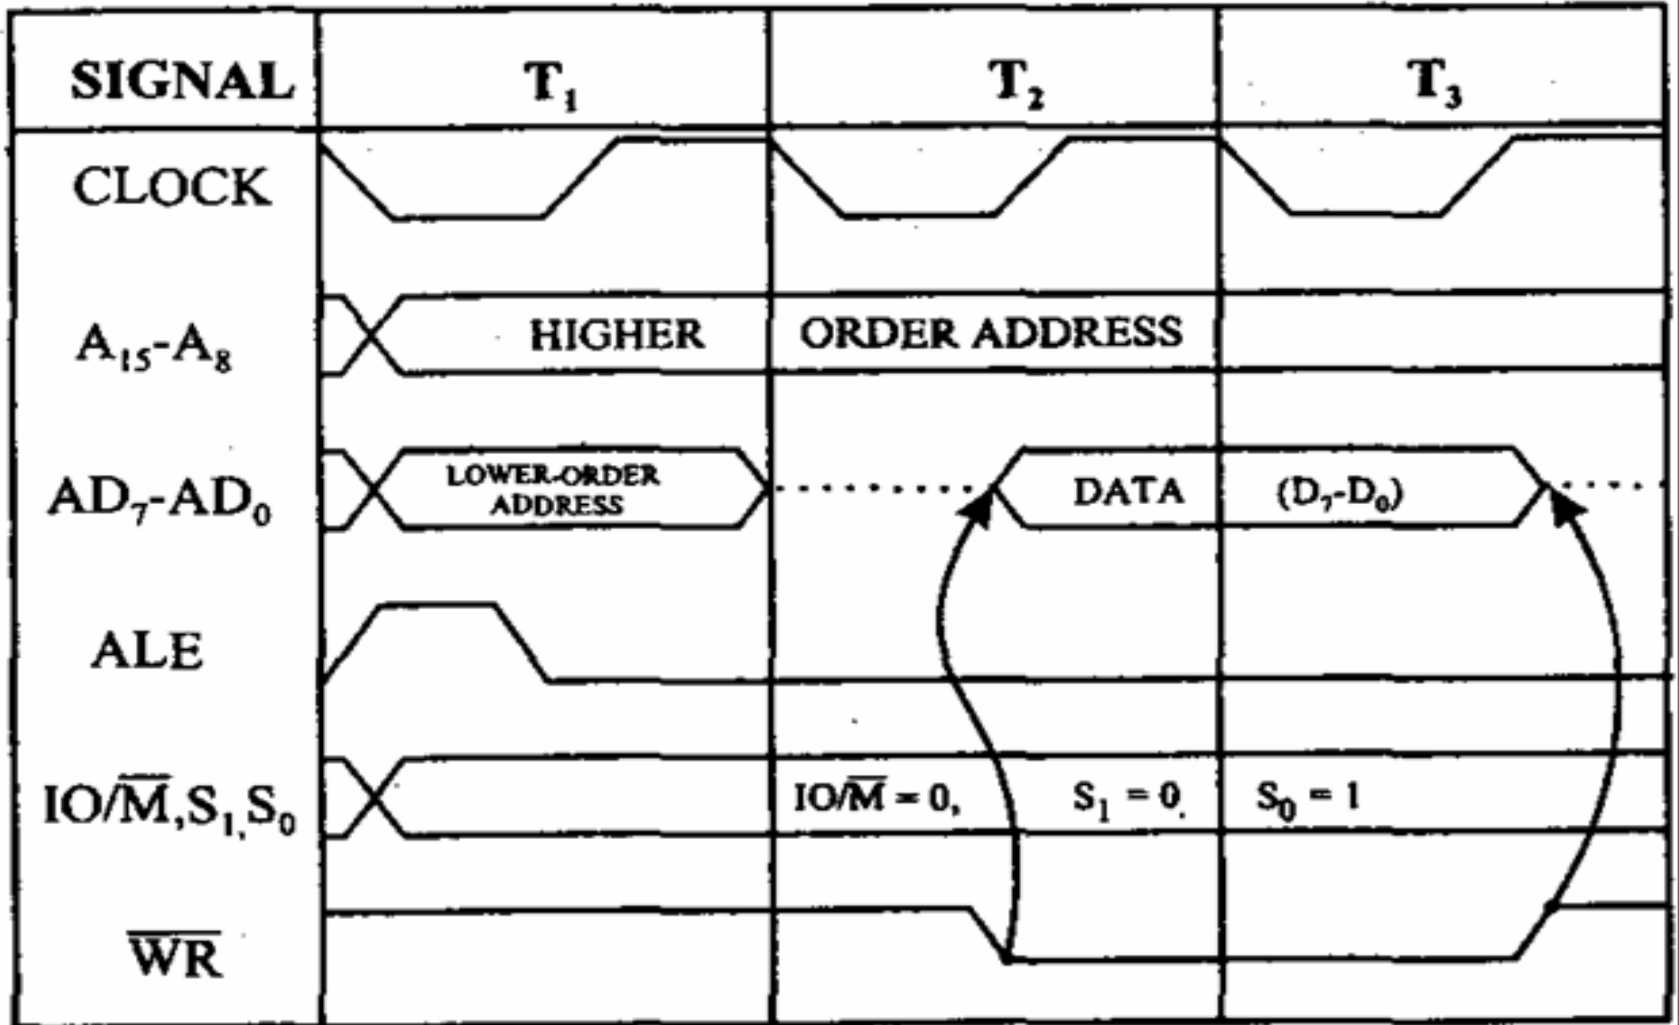 SIGNAL T₁ T₂ T₃
CLOCK
A₁₅-A₈ HIGHER ORDER ADDRESS
AD₇-AD₀ LOWER-ORDER ADDRESS DATA (D₇-D₀)
ALE
IO/M̅,S₁,S₀ IO/M̅ = 0, S₁ = 0, S₀ = 1
W̅R̅